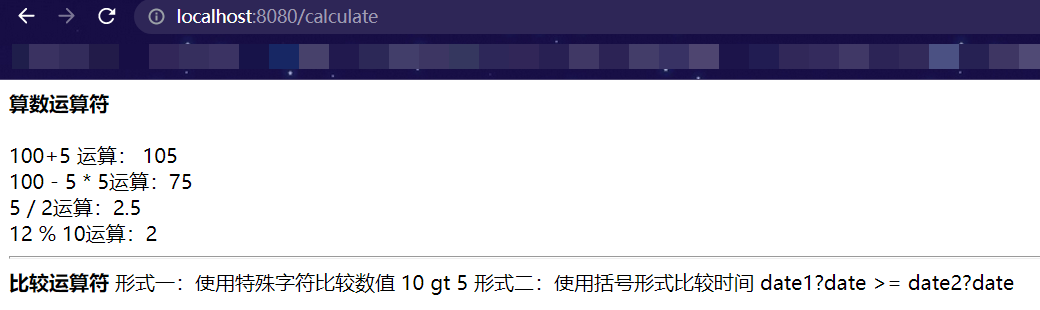 localhost:8080/calculate
算数运算符
100+5 运算： 105
100 - 5 * 5运算：75
5 / 2运算：2.5
12 % 10运算：2
比较运算符 形式一：使用特殊字符比较数值 10 gt 5 形式二：使用括号形式比较时间 date1?date >= date2?date